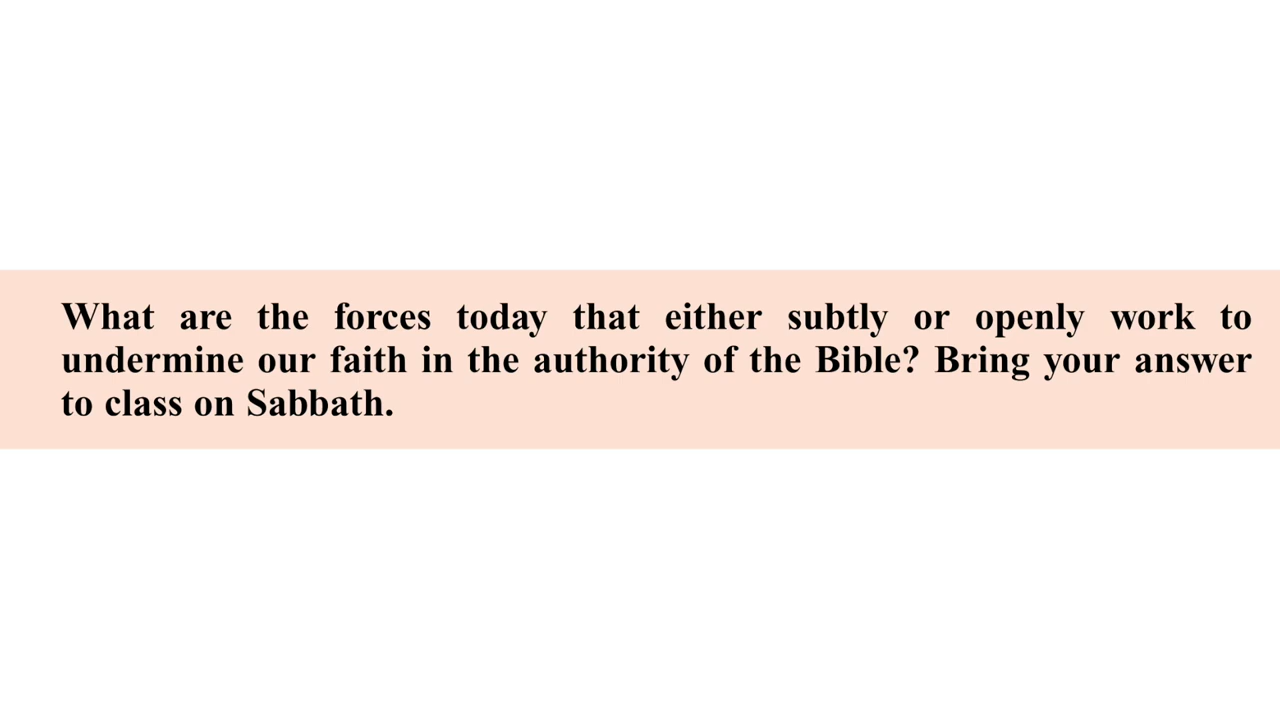 What are the forces today that either subtly or openly work to
undermine our faith in the authority of the Bible? Bring your answer
to class on Sabbath.